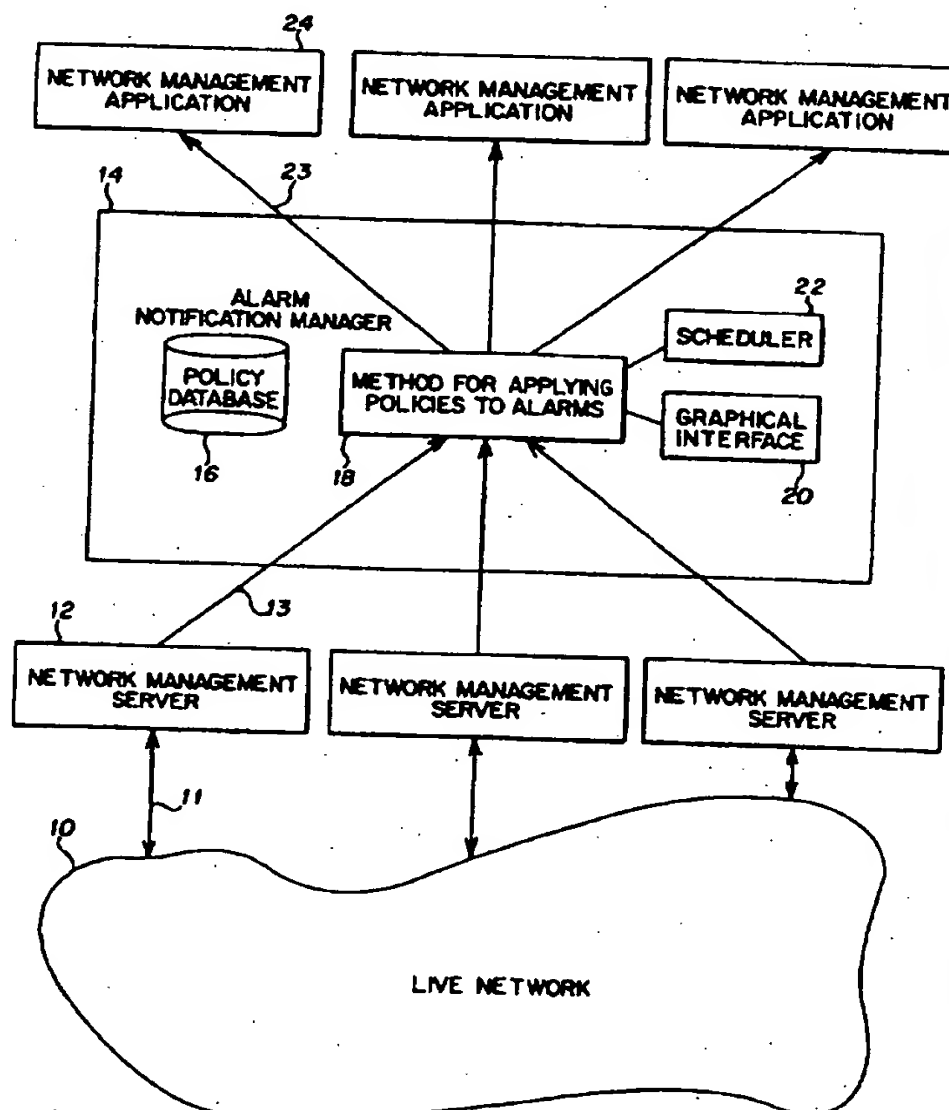 24
NETWORK MANAGEMENT
APPLICATION
NETWORK MANAGEMENT
APPLICATION
NETWORK MANAGEMENT
APPLICATION
14
23
ALARM
NOTIFICATION MANAGER
22
SCHEDULER
POLICY
DATABASE
METHOD FOR APPLYING
POLICIES TO ALARMS
GRAPHICAL
INTERFACE
16
18
20
13
12
NETWORK MANAGEMENT
SERVER
NETWORK MANAGEMENT
SERVER
NETWORK MANAGEMENT
SERVER
11
10
LIVE NETWORK